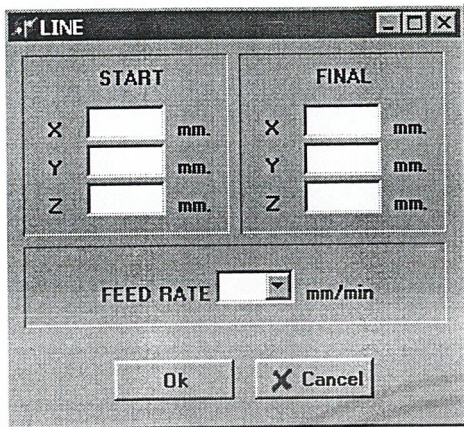 LINE
START FINAL
X mm. X mm.
Y mm. Y mm.
Z mm. Z mm.
FEED RATE mm/min
Ok Cancel